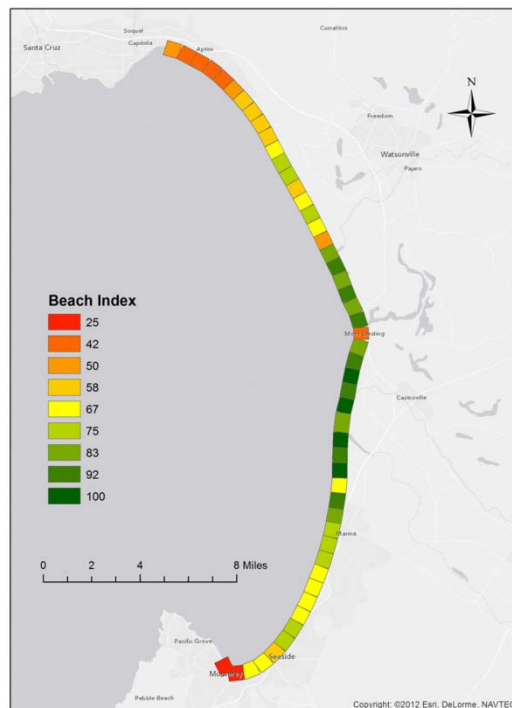 Soquel
Corralitos
Santa Cruz
Capitola
Aptos
N
Freedom
Watsonville
Pajaro
Beach Index
25
42
50
58
67
75
83
92
100
Moss Landing
Castroville
Marina
0 2 4 8 Miles
Pacific Grove
Seaside
Monterey
Pebble Beach
Copyright: ©2012 Esri, DeLorme, NAVTEQ